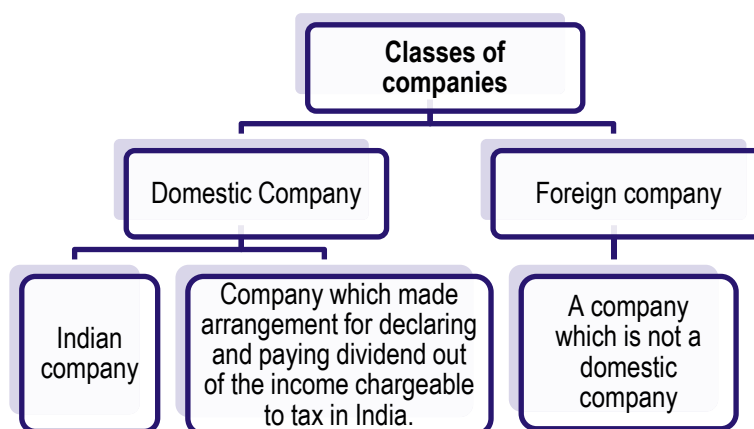 Classes of
companies
Domestic Company
Foreign company
Indian
company
Company which made
arrangement for declaring
and paying dividend out
of the income chargeable
to tax in India.
A company
which is not a
domestic
company